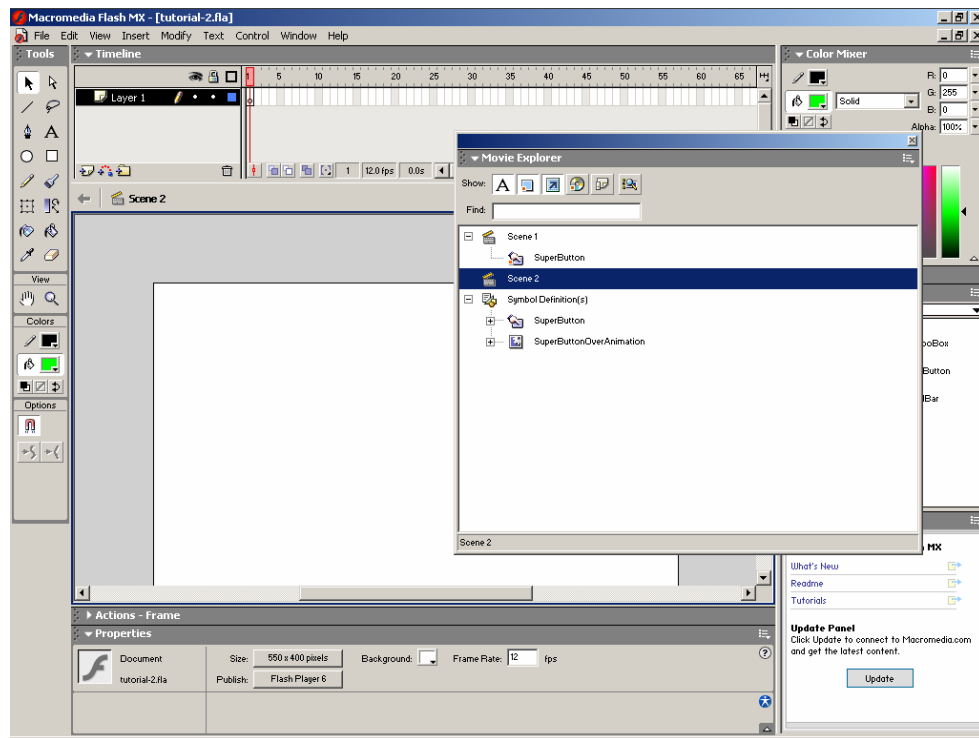 Macromedia Flash MX - [tutorial-2.fla]
File Edit View Insert Modify Text Control Window Help
Tools
Timeline
1 5 10 15 20 25 30 35 40 45 50 55 60 65
Layer 1
1 12.0 fps 0.0s
Scene 2
View
Colors
Options
Color Mixer
R: 0
G: 255
B: 0
Solid
Alpha: 100%
Movie Explorer
Show: A
Find:
Scene 1
SuperButton
Scene 2
Symbol Definition(s)
SuperButton
SuperButtonOverAnimation
Scene 2
boBox
Button
lBar
MX
What's New
Readme
Tutorials
Update Panel
Click Update to connect to Macromedia.com
and get the latest content.
Update
Actions - Frame
Properties
Document
tutorial-2.fla
Size: 550 x 400 pixels
Background:
Frame Rate: 12 fps
Publish: Flash Player 6